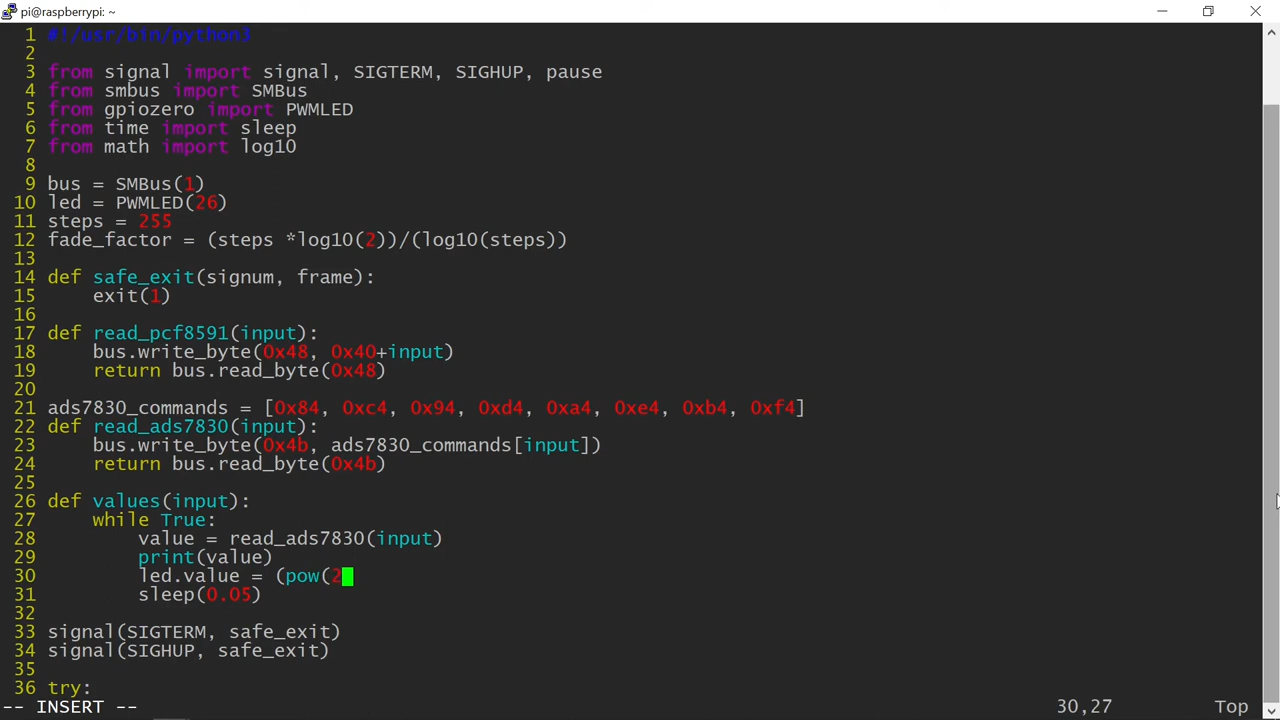 pi@raspberrypi: ~
1 #!/usr/bin/python3
2
3 from signal import signal, SIGTERM, SIGHUP, pause
4 from smbus import SMBus
5 from gpiozero import PWMLED
6 from time import sleep
7 from math import log10
8
9 bus = SMBus(1)
10 led = PWMLED(26)
11 steps = 255
12 fade_factor = (steps *log10(2))/(log10(steps))
13
14 def safe_exit(signum, frame):
15     exit(1)
16
17 def read_pcf8591(input):
18     bus.write_byte(0x48, 0x40+input)
19     return bus.read_byte(0x48)
20
21 ads7830_commands = [0x84, 0xc4, 0x94, 0xd4, 0xa4, 0xe4, 0xb4, 0xf4]
22 def read_ads7830(input):
23     bus.write_byte(0x4b, ads7830_commands[input])
24     return bus.read_byte(0x4b)
25
26 def values(input):
27     while True:
28         value = read_ads7830(input)
29         print(value)
30         led.value = (pow(2
31         sleep(0.05)
32
33 signal(SIGTERM, safe_exit)
34 signal(SIGHUP, safe_exit)
35
36 try:
-- INSERT -- 30,27 Top